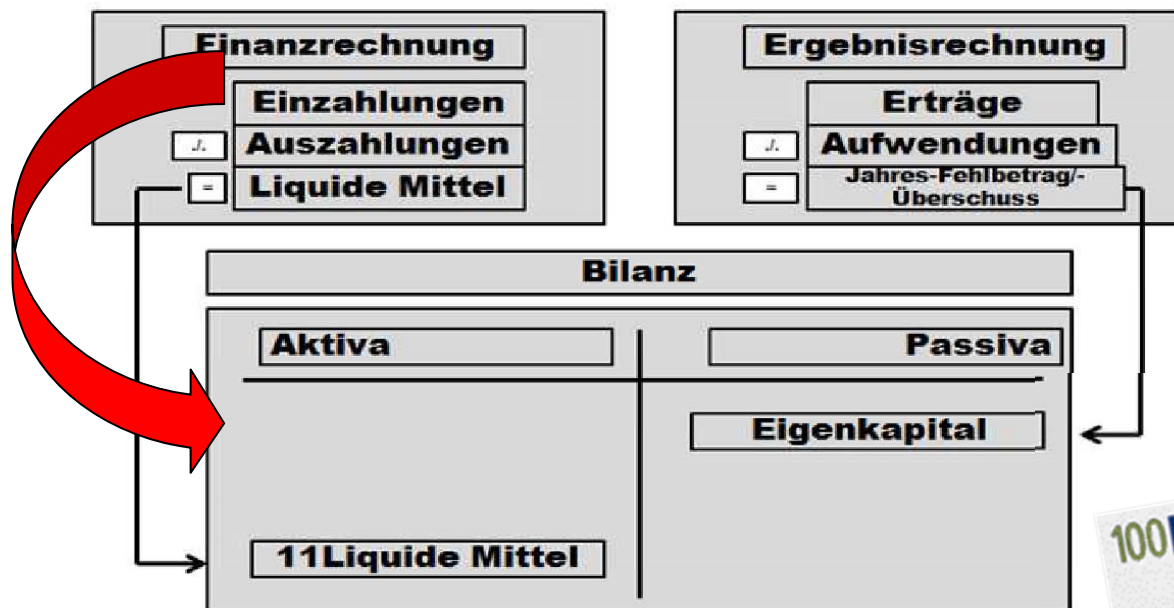 Finanzrechnung
Einzahlungen
./. Auszahlungen
= Liquide Mittel
Ergebnisrechnung
Erträge
./. Aufwendungen
= Jahres-Fehlbetrag/-
Überschuss
Bilanz
Aktiva
Passiva
Eigenkapital
11Liquide Mittel
100